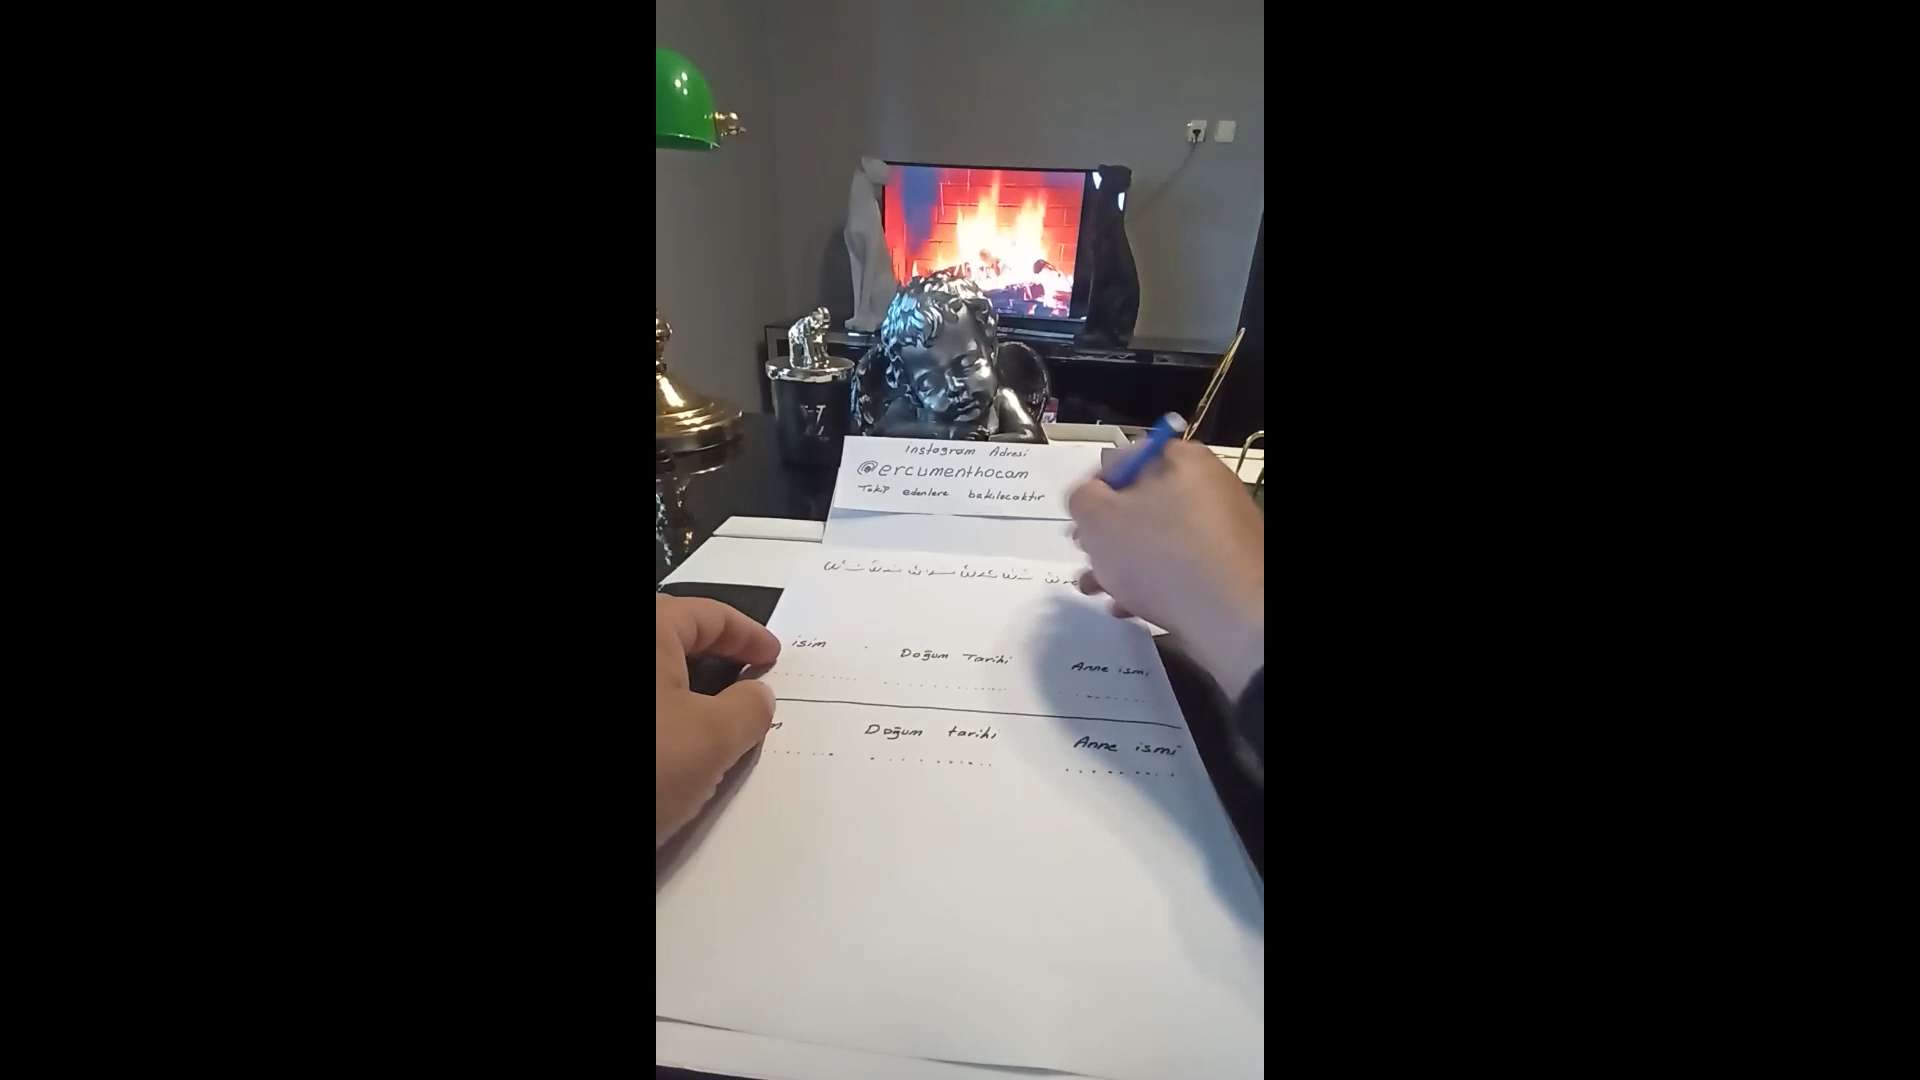 instagram Adresi
@ercumenthocam
Takip edenlere bakılacaktır
isim Doğum Tarihi Anne ismi
Doğum tarihi Anne ismi